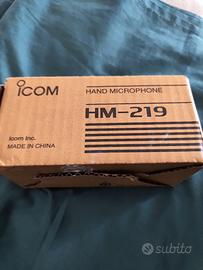 ICOM
HAND MICROPHONE
HM-219
Icom Inc.
MADE IN CHINA
subito